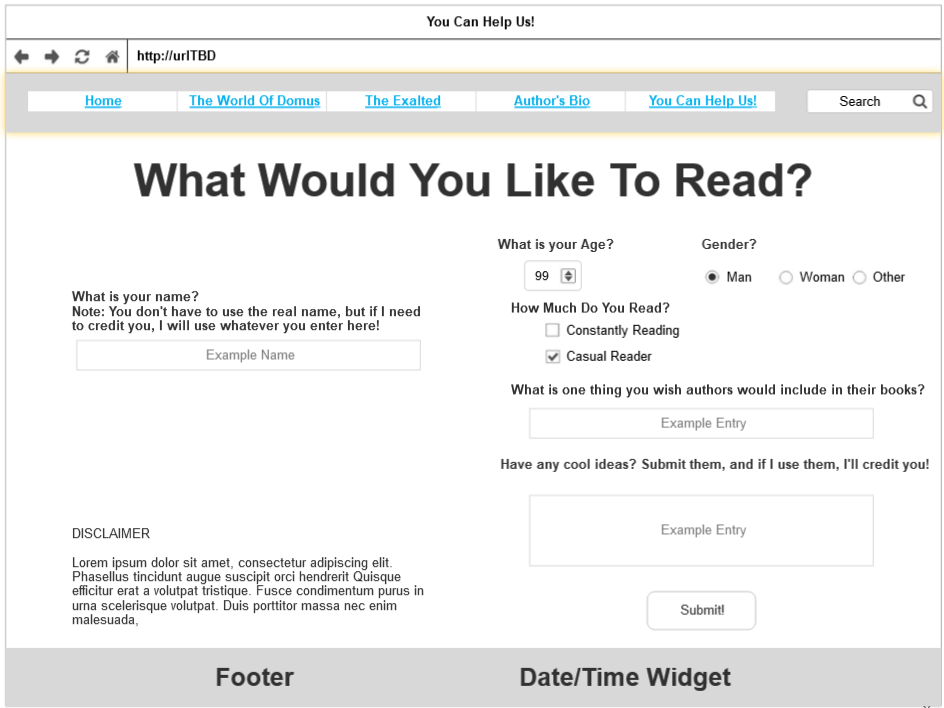 You Can Help Us!
http://urlTBD
Home
The World Of Domus
The Exalted
Author's Bio
You Can Help Us!
Search
What Would You Like To Read?
What is your name?
Note: You don't have to use the real name, but if I need
to credit you, I will use whatever you enter here!
Example Name
DISCLAIMER
Lorem ipsum dolor sit amet, consectetur adipiscing elit.
Phasellus tincidunt augue suscipit orci hendrerit Quisque
efficitur erat a volutpat tristique. Fusce condimentum purus in
urna scelerisque volutpat. Duis porttitor massa nec enim
malesuada,
What is your Age?
99
Gender?
Man
Woman
Other
How Much Do You Read?
Constantly Reading
Casual Reader
What is one thing you wish authors would include in their books?
Example Entry
Have any cool ideas? Submit them, and if I use them, I'll credit you!
Example Entry
Submit!
Footer
Date/Time Widget